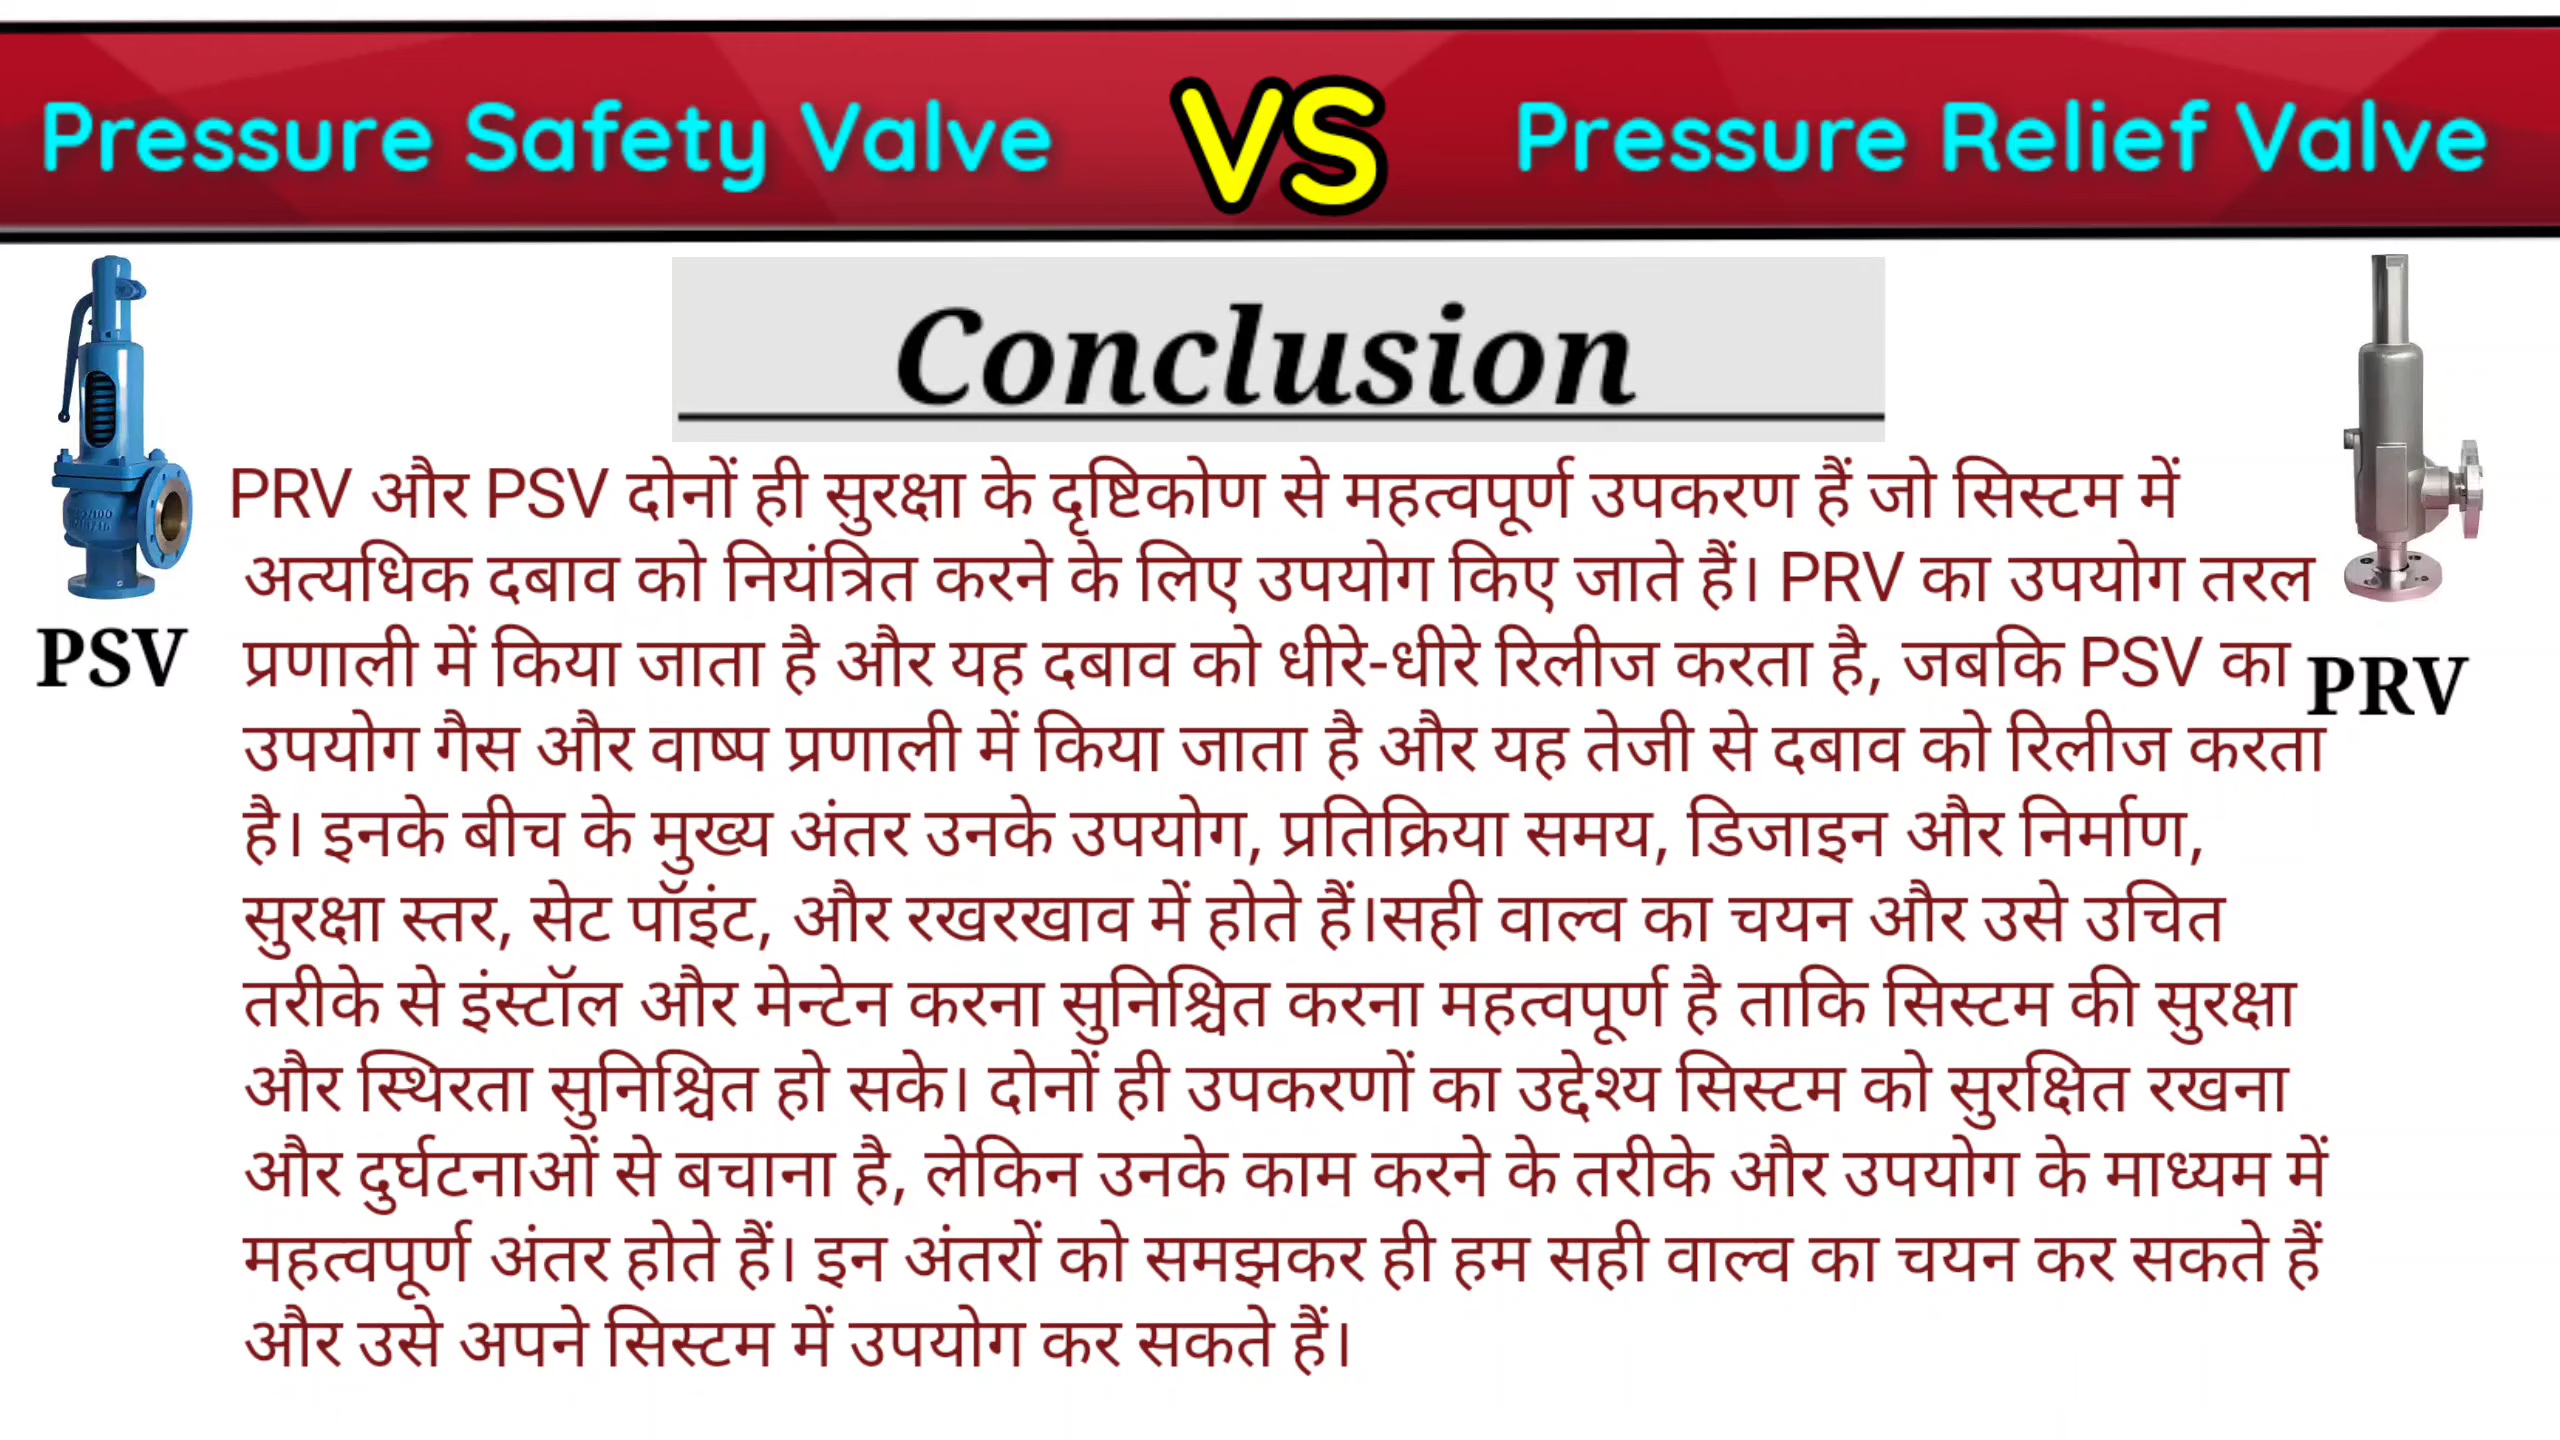 Pressure Safety Valve VS Pressure Relief Valve
Conclusion
PRV और PSV दोनों ही सुरक्षा के दृष्टिकोण से महत्वपूर्ण उपकरण हैं जो सिस्टम में
अत्यधिक दबाव को नियंत्रित करने के लिए उपयोग किए जाते हैं। PRV का उपयोग तरल
प्रणाली में किया जाता है और यह दबाव को धीरे-धीरे रिलीज करता है, जबकि PSV का
उपयोग गैस और वाष्प प्रणाली में किया जाता है और यह तेजी से दबाव को रिलीज करता
है। इनके बीच के मुख्य अंतर उनके उपयोग, प्रतिक्रिया समय, डिजाइन और निर्माण,
सुरक्षा स्तर, सेट पॉइंट, और रखरखाव में होते हैं।सही वाल्व का चयन और उसे उचित
तरीके से इंस्टॉल और मेन्टेन करना सुनिश्चित करना महत्वपूर्ण है ताकि सिस्टम की सुरक्षा
और स्थिरता सुनिश्चित हो सके। दोनों ही उपकरणों का उद्देश्य सिस्टम को सुरक्षित रखना
और दुर्घटनाओं से बचाना है, लेकिन उनके काम करने के तरीके और उपयोग के माध्यम में
महत्वपूर्ण अंतर होते हैं। इन अंतरों को समझकर ही हम सही वाल्व का चयन कर सकते हैं
और उसे अपने सिस्टम में उपयोग कर सकते हैं।
PSV
PRV